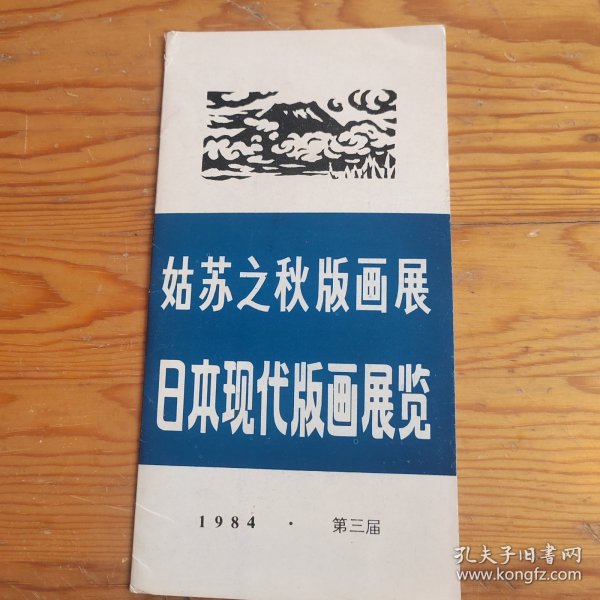 姑苏之秋版画展
日本现代版画展览
1984 · 第三届
孔夫子旧书网
www.kongfz.com